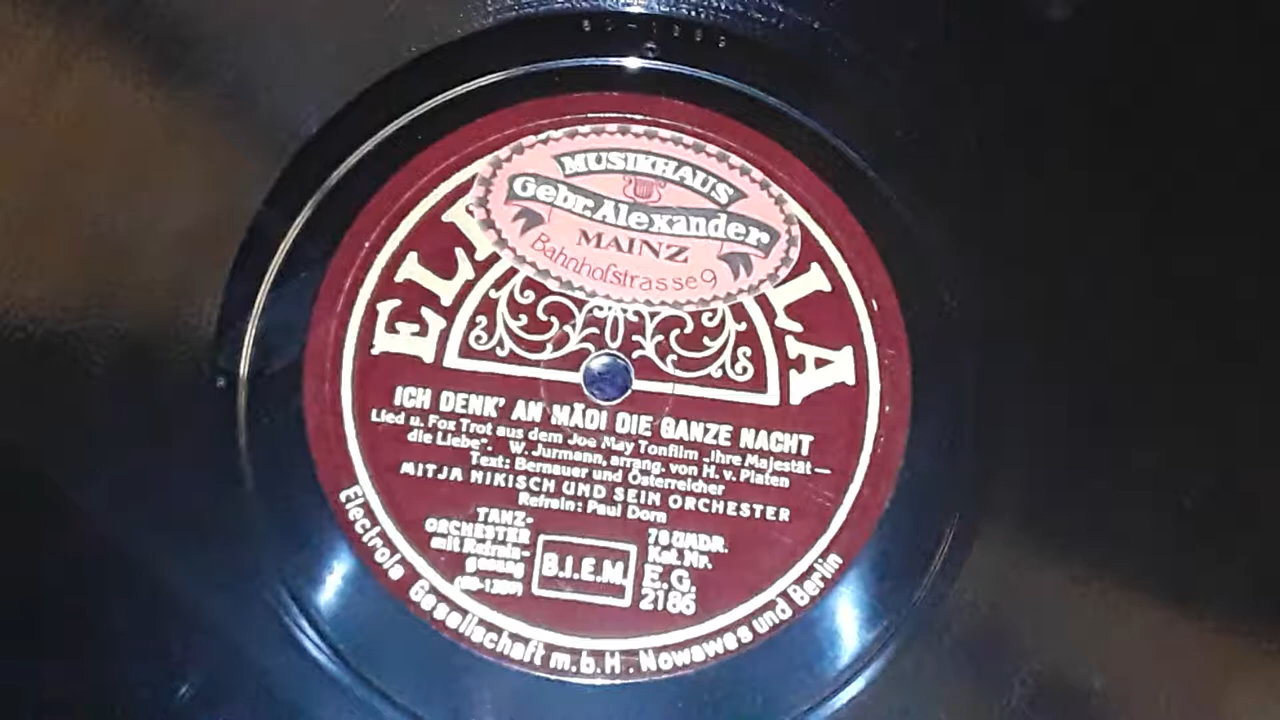 MUSIKHAUS
Gebr. Alexander
MAINZ
Bahnhofstrasse 9
EL LA
ICH DENK' AN MÄDI DIE GANZE NACHT
Lied u. Fox Trot aus dem Joe May Tonfilm „Ihre Majestät —
die Liebe". W. Jurmann, arrang. von H. v. Platen
Text: Bernauer und Österreicher
MITJA NIKISCH UND SEIN ORCHESTER
Refrain: Paul Dorn
TANZ-
ORCHESTER
mit Refrain-
gesang
B.I.E.M.
78 UMDR.
Kat. Nr.
E.G.
2186
Electrola Gesellschaft m.b.H. Nowawes und Berlin